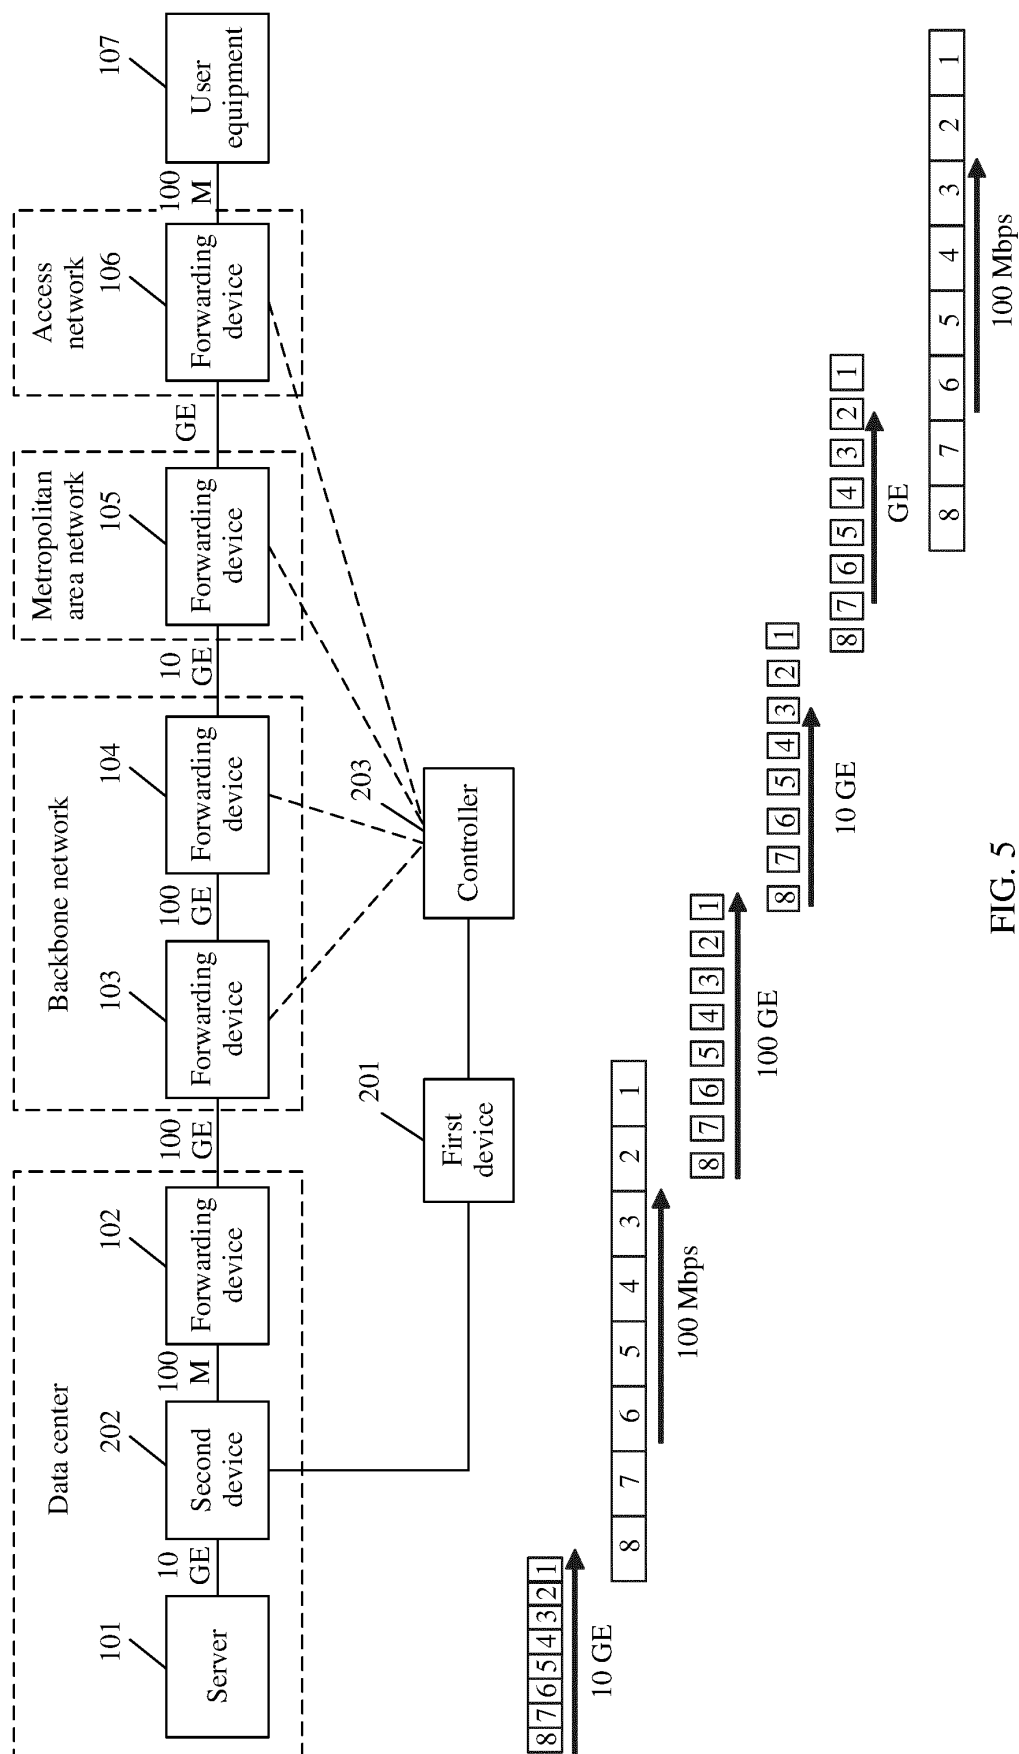 Data center
Backbone network
Metropolitan
area network
Access
network
101
202
102
103
104
105
106
107
Server
10
GE
Second
device
100
M
Forwarding
device
100
GE
Forwarding
device
100
GE
Forwarding
device
10
GE
Forwarding
device
GE
Forwarding
device
100
M
User
equipment
201
First
device
203
Controller
8 7 6 5 4 3 2 1
10 GE
8 7 6 5 4 3 2 1
100 Mbps
8 7 6 5 4 3 2 1
100 GE
8 7 6 5 4 3 2 1
10 GE
8 7 6 5 4 3 2 1
GE
8 7 6 5 4 3 2 1
100 Mbps
FIG. 5